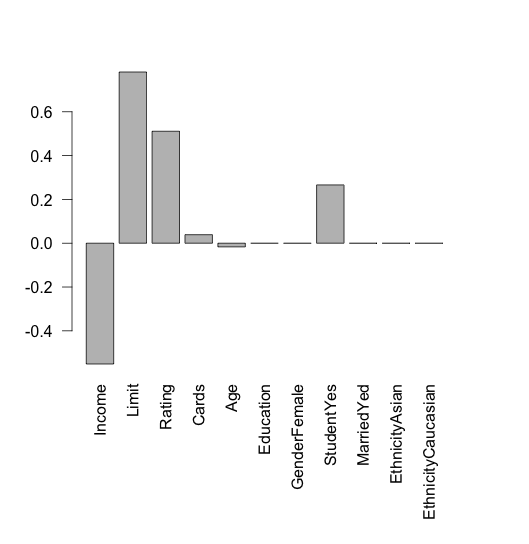 0.6
0.4
0.2
0.0
-0.2
-0.4
Income
Limit
Rating
Cards
Age
Education
GenderFemale
StudentYes
MarriedYed
EthnicityAsian
EthnicityCaucasian